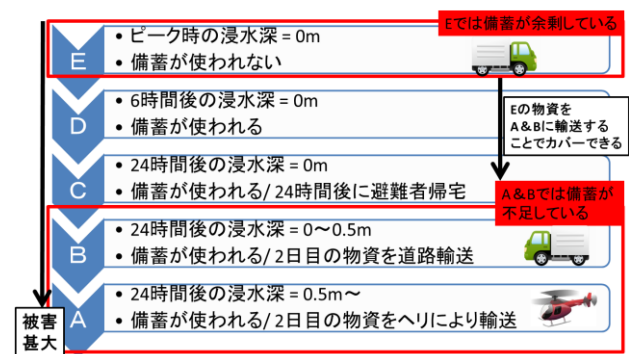 Eでは備蓄が余剰している
E
• ピーク時の浸水深 = 0m
• 備蓄が使われない
D
• 6時間後の浸水深 = 0m
• 備蓄が使われる
Eの物資を
A&Bに輸送する
ことでカバーできる
C
• 24時間後の浸水深 = 0m
• 備蓄が使われる/ 24時間後に避難者帰宅
A&Bでは備蓄が
不足している
B
• 24時間後の浸水深 = 0～0.5m
• 備蓄が使われる/ 2日目の物資を道路輸送
A
• 24時間後の浸水深 = 0.5m～
• 備蓄が使われる/ 2日目の物資をヘリにより輸送
被害
甚大